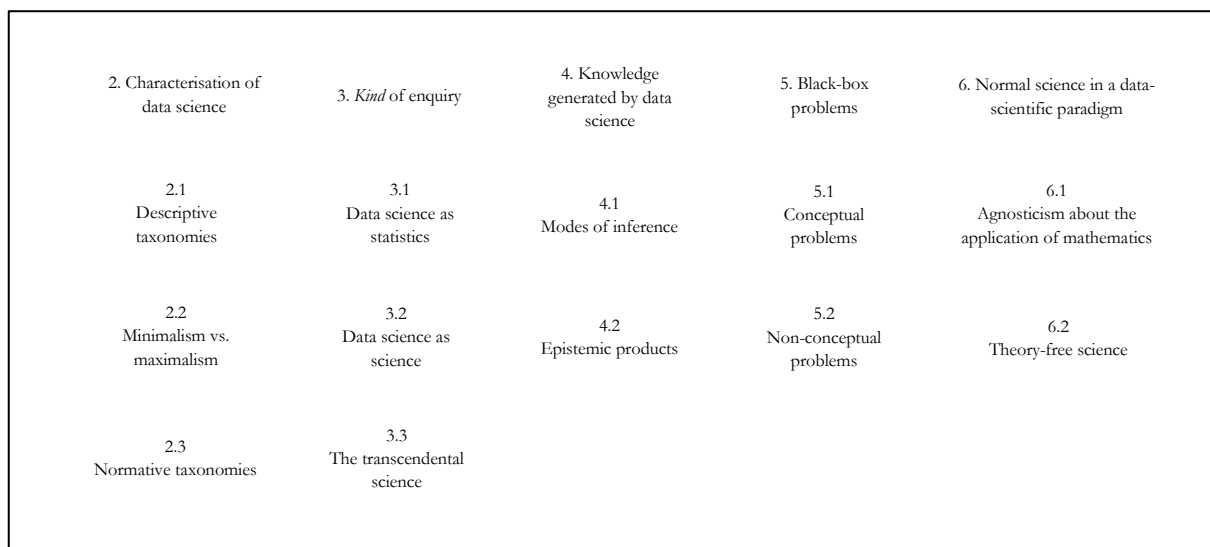 2. Characterisation of
data science
3. Kind of enquiry
4. Knowledge
generated by data
science
5. Black-box
problems
6. Normal science in a data-
scientific paradigm
2.1
Descriptive
taxonomies
3.1
Data science as
statistics
4.1
Modes of inference
5.1
Conceptual
problems
6.1
Agnosticism about the
application of mathematics
2.2
Minimalism vs.
maximalism
3.2
Data science as
science
4.2
Epistemic products
5.2
Non-conceptual
problems
6.2
Theory-free science
2.3
Normative taxonomies
3.3
The transcendental
science